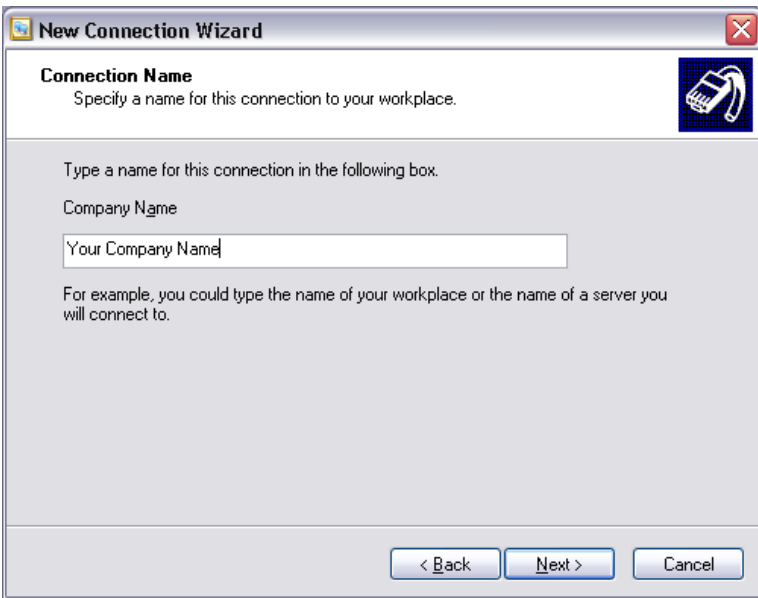 New Connection Wizard
Connection Name
Specify a name for this connection to your workplace.
Type a name for this connection in the following box.
Company Name
Your Company Name
For example, you could type the name of your workplace or the name of a server you
will connect to.
< Back Next > Cancel